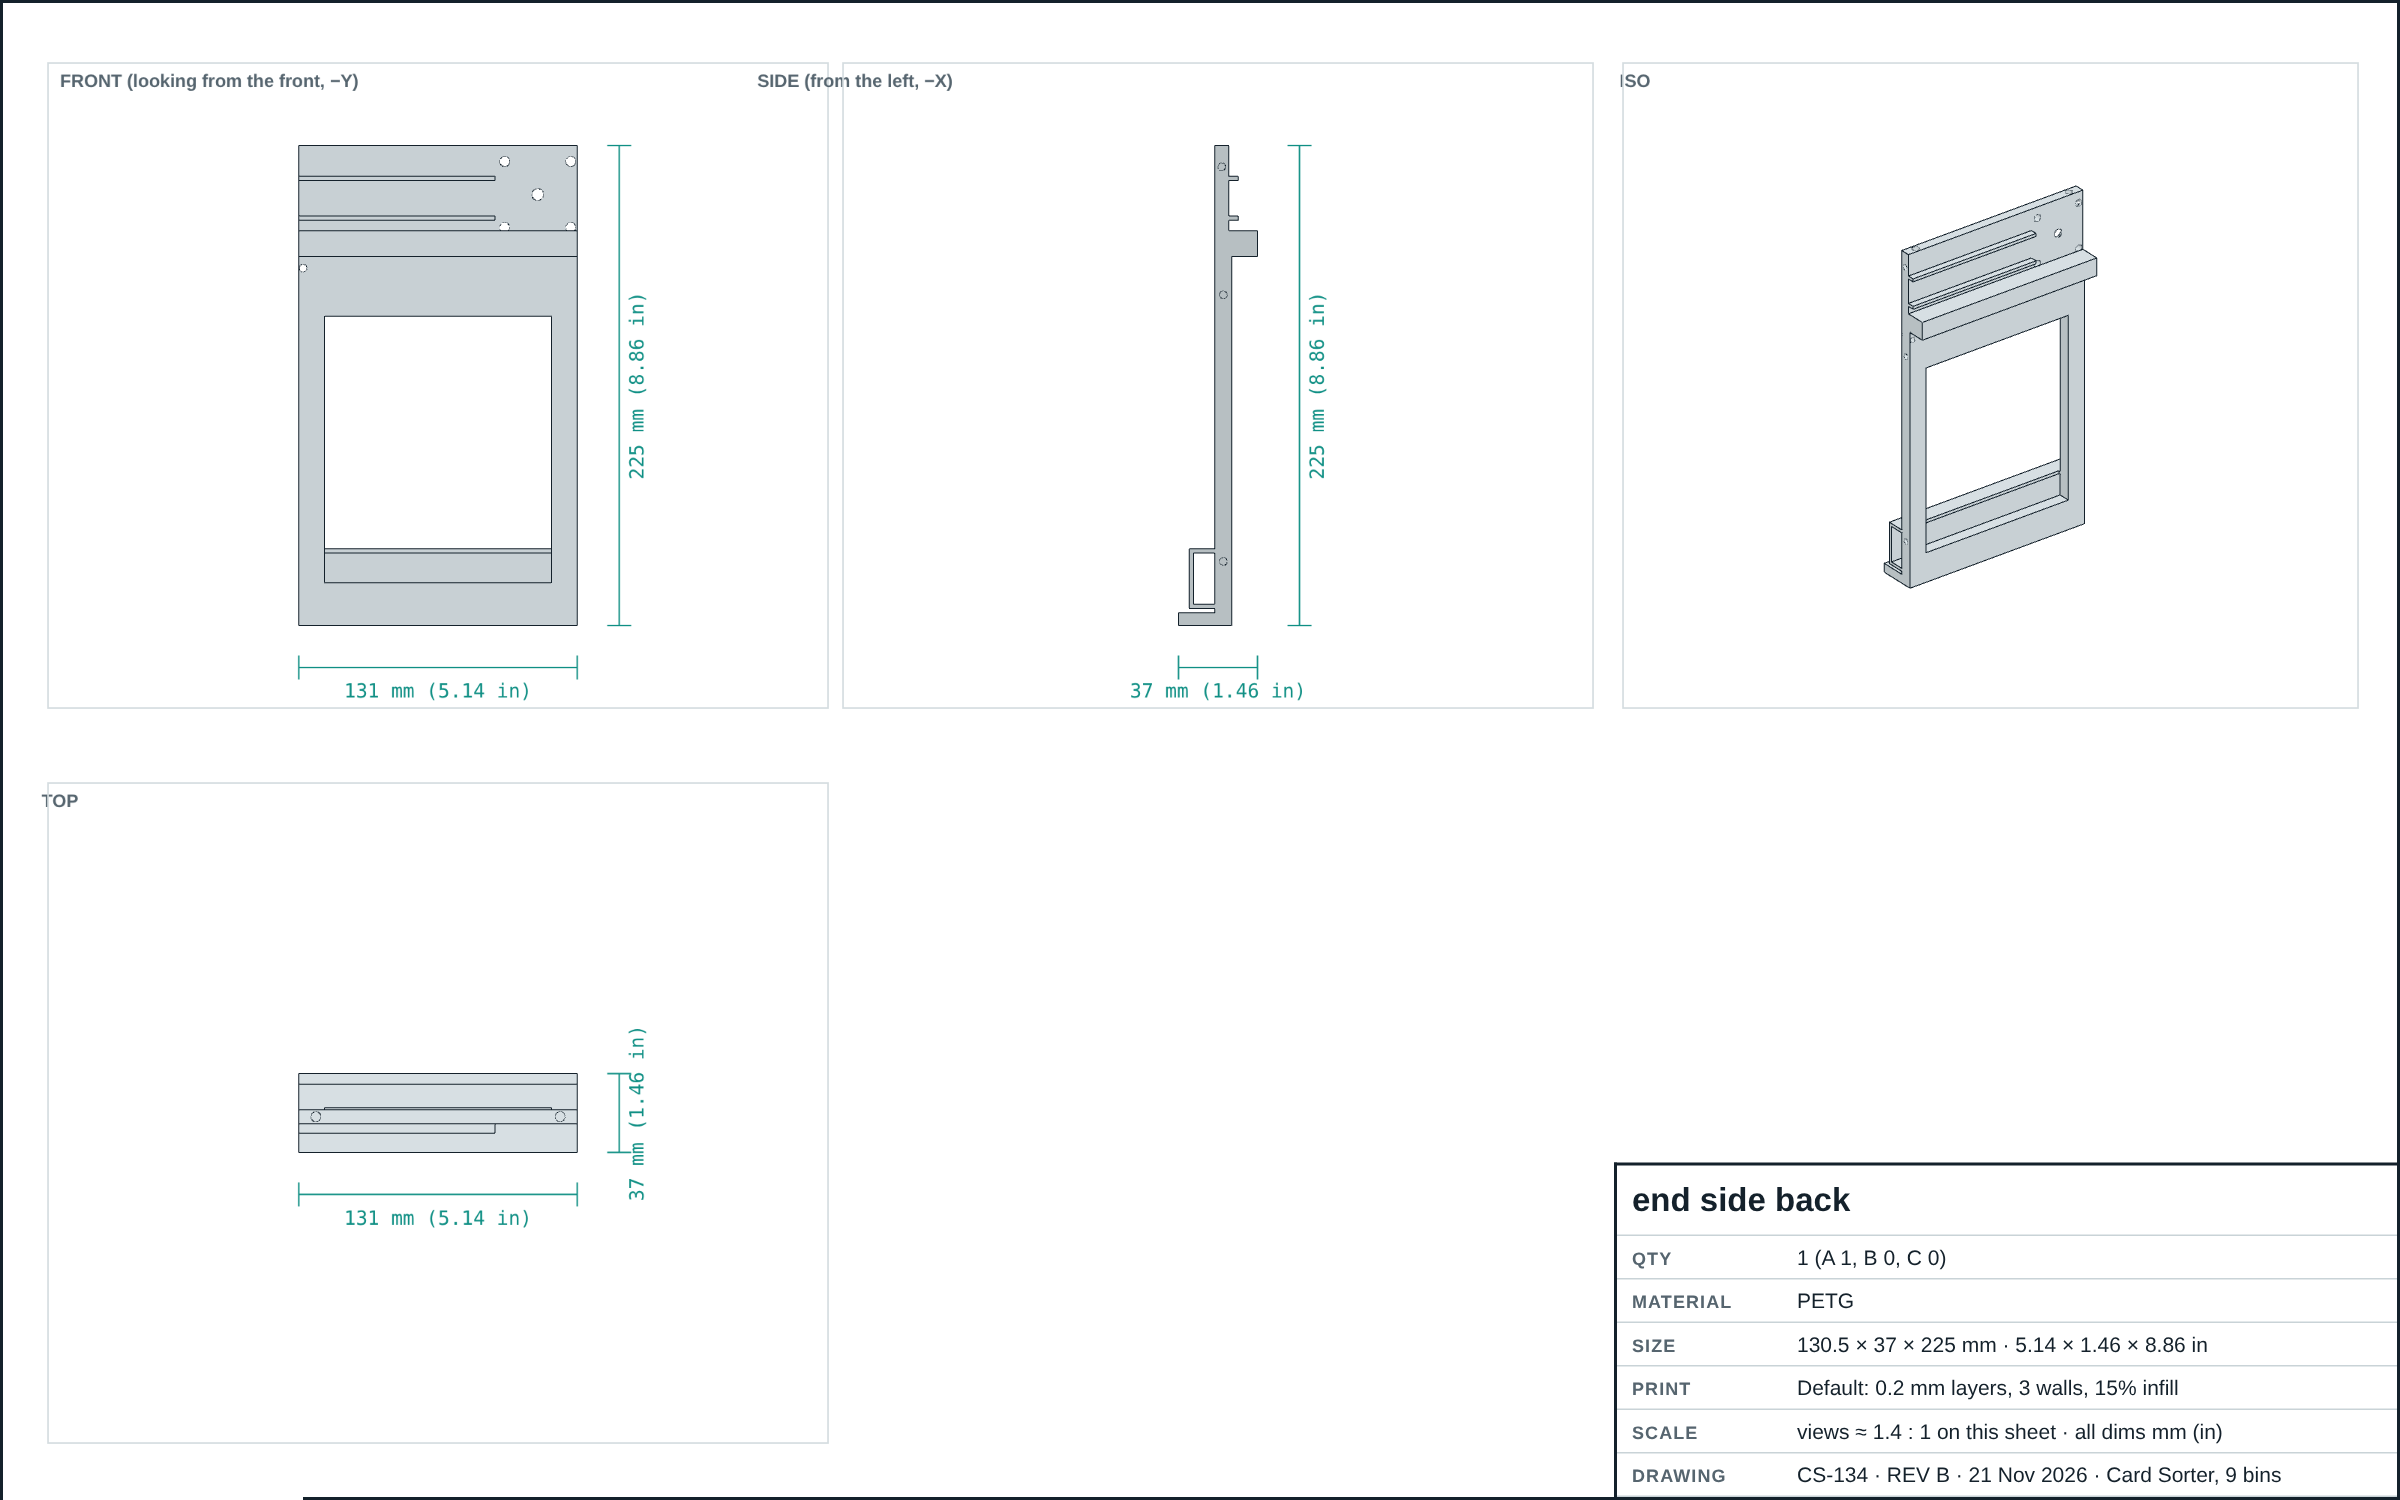 FRONT (looking from the front, −Y)
SIDE (from the left, −X)
ISO
225 mm (8.86 in)
225 mm (8.86 in)
131 mm (5.14 in)
37 mm (1.46 in)
TOP
37 mm (1.46 in)
131 mm (5.14 in)
end side back
QTY 1 (A 1, B 0, C 0)
MATERIAL PETG
SIZE 130.5 × 37 × 225 mm · 5.14 × 1.46 × 8.86 in
PRINT Default: 0.2 mm layers, 3 walls, 15% infill
SCALE views ≈ 1.4 : 1 on this sheet · all dims mm (in)
DRAWING CS-134 · REV B · 21 Nov 2026 · Card Sorter, 9 bins